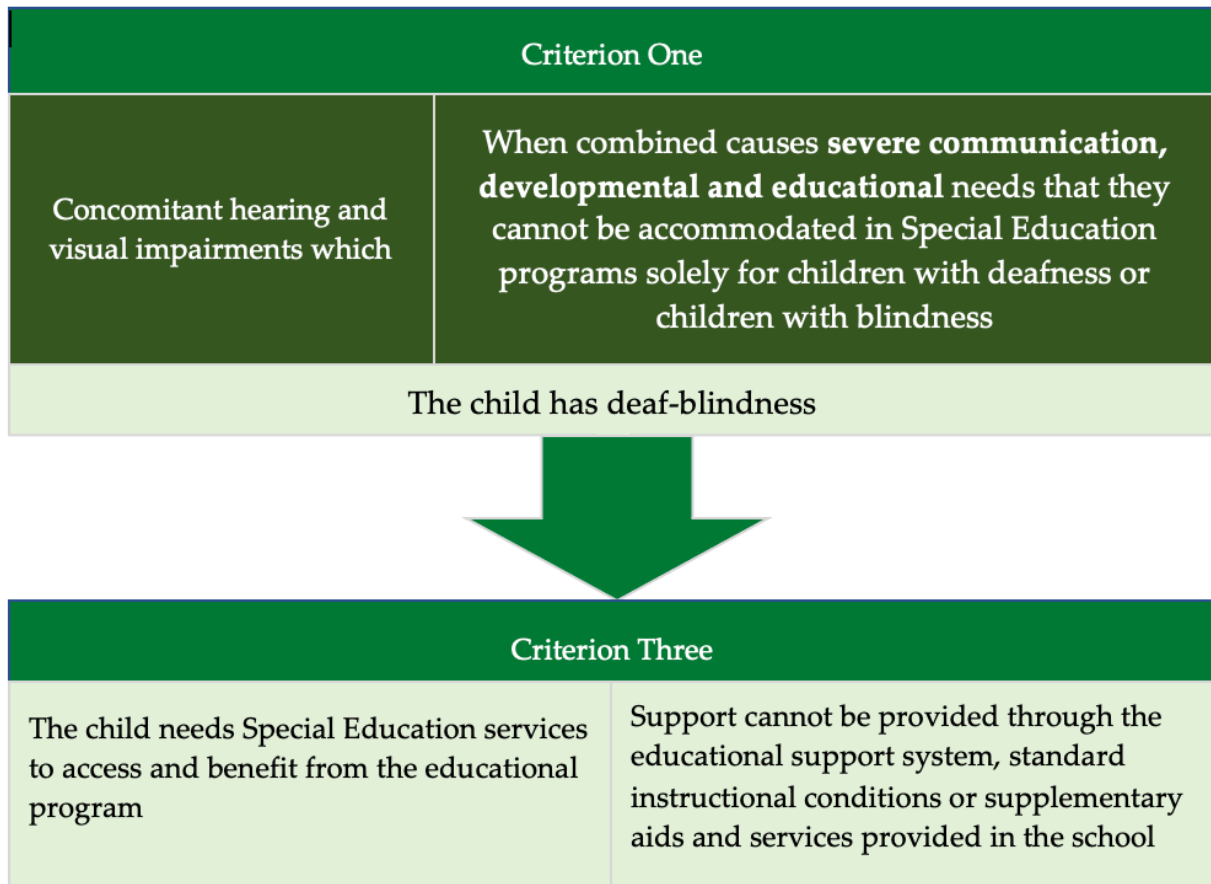 Criterion One
Concomitant hearing and
visual impairments which
When combined causes severe communication,
developmental and educational needs that they
cannot be accommodated in Special Education
programs solely for children with deafness or
children with blindness
The child has deaf-blindness
Criterion Three
The child needs Special Education services
to access and benefit from the educational
program
Support cannot be provided through the
educational support system, standard
instructional conditions or supplementary
aids and services provided in the school